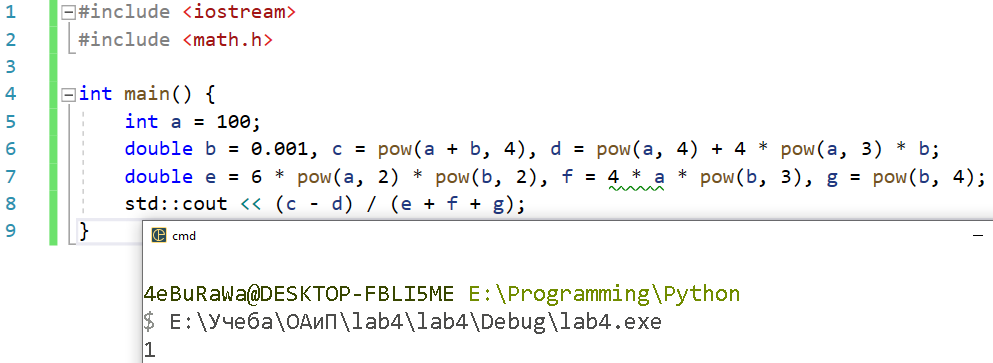 1 #include <iostream>
2 #include <math.h>
3
4 int main() {
5 int a = 100;
6 double b = 0.001, c = pow(a + b, 4), d = pow(a, 4) + 4 * pow(a, 3) * b;
7 double e = 6 * pow(a, 2) * pow(b, 2), f = 4 * a * pow(b, 3), g = pow(b, 4);
8 std::cout << (c - d) / (e + f + g);
9 }
cmd
4eBuRaWa@DESKTOP-FBLI5ME E:\Programming\Python
$ E:\Учеба\ОАиП\lab4\lab4\Debug\lab4.exe
1